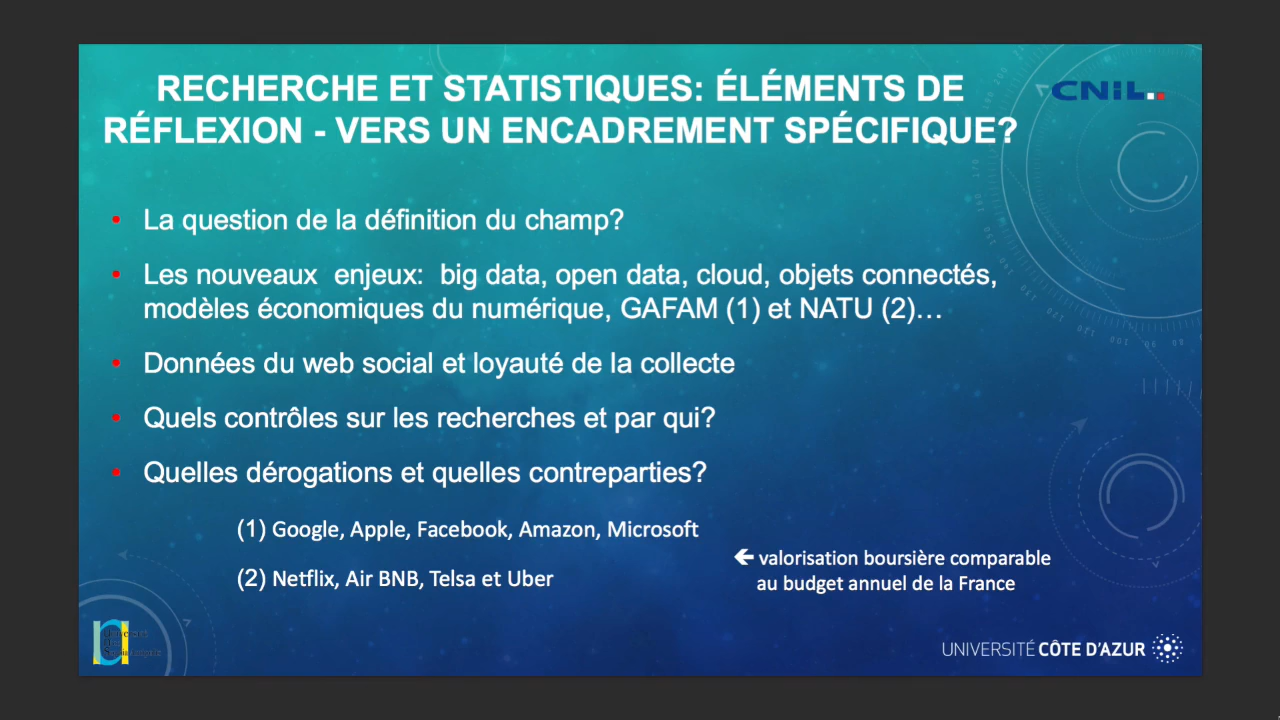 RECHERCHE ET STATISTIQUES: ÉLÉMENTS DE
RÉFLEXION - VERS UN ENCADREMENT SPÉCIFIQUE?
CNIL
• La question de la définition du champ?
• Les nouveaux enjeux: big data, open data, cloud, objets connectés,
modèles économiques du numérique, GAFAM (1) et NATU (2)…
• Données du web social et loyauté de la collecte
• Quels contrôles sur les recherches et par qui?
• Quelles dérogations et quelles contreparties?
(1) Google, Apple, Facebook, Amazon, Microsoft
(2) Netflix, Air BNB, Telsa et Uber
🡰 valorisation boursière comparable
au budget annuel de la France
UNIVERSITÉ CÔTE D'AZUR